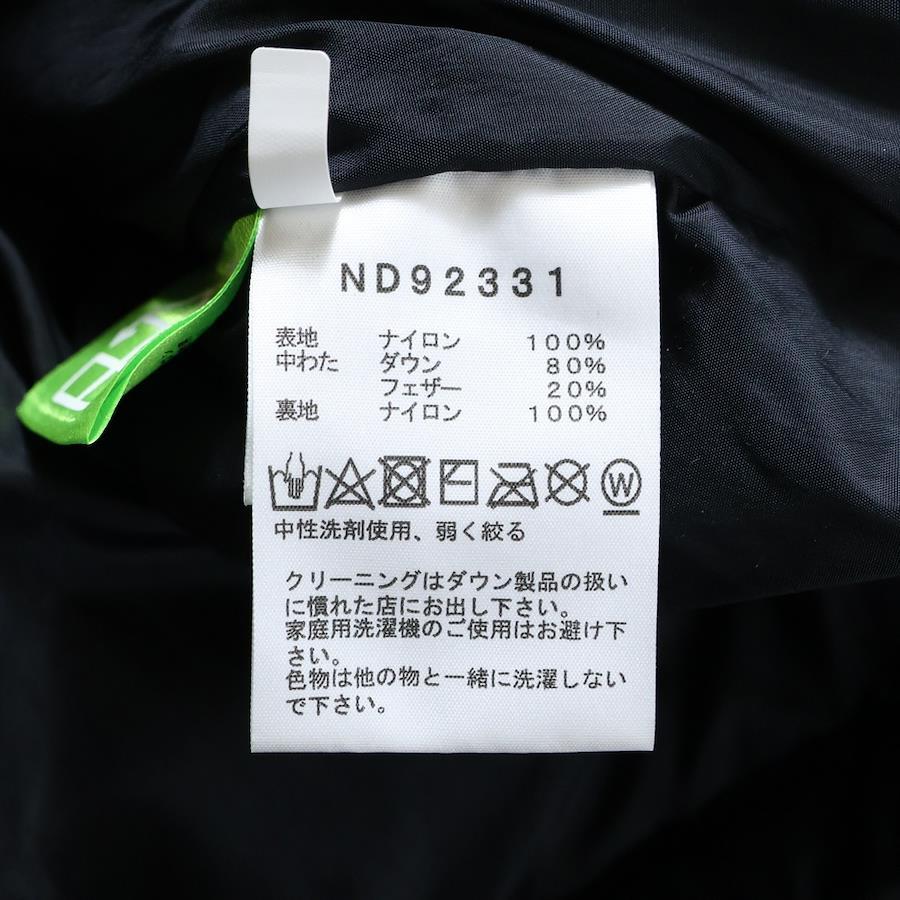 ND92331
表地 ナイロン 100%
中わた ダウン 80%
フェザー 20%
裏地 ナイロン 100%
W
中性洗剤使用、弱く絞る
クリーニングはダウン製品の扱い
に慣れた店にお出し下さい。
家庭用洗濯機のご使用はお避け下
さい。
色物は他の物と一緒に洗濯しない
で下さい。